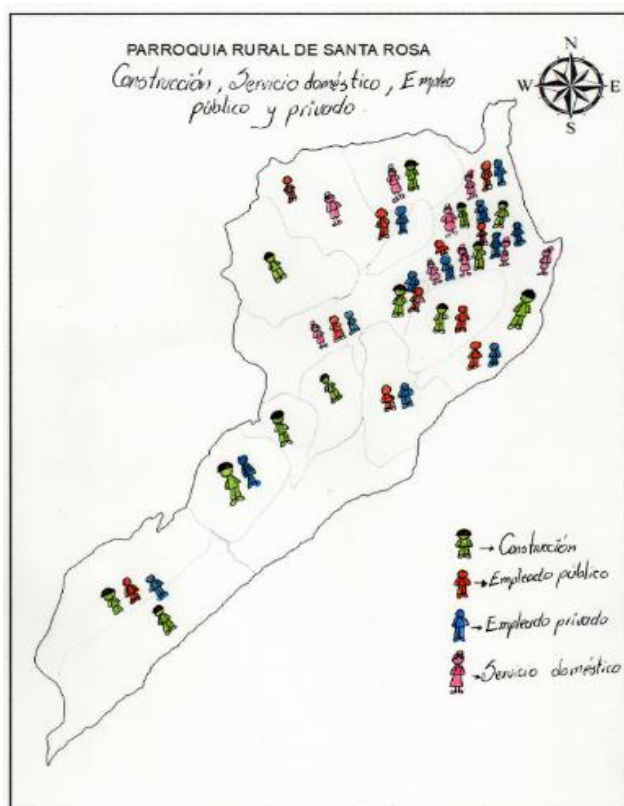 PARROQUIA RURAL DE SANTA ROSA
Construcción, Servicio doméstico, Empleo
público y privado.
N
W E
S
→ Construcción
→ Empleado público
→ Empleado privado
→ Servicio doméstico